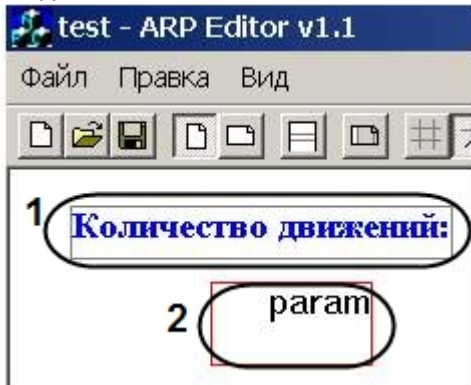 test - ARP Editor v1.1
Файл Правка Вид
1 Количество движений:
2 param